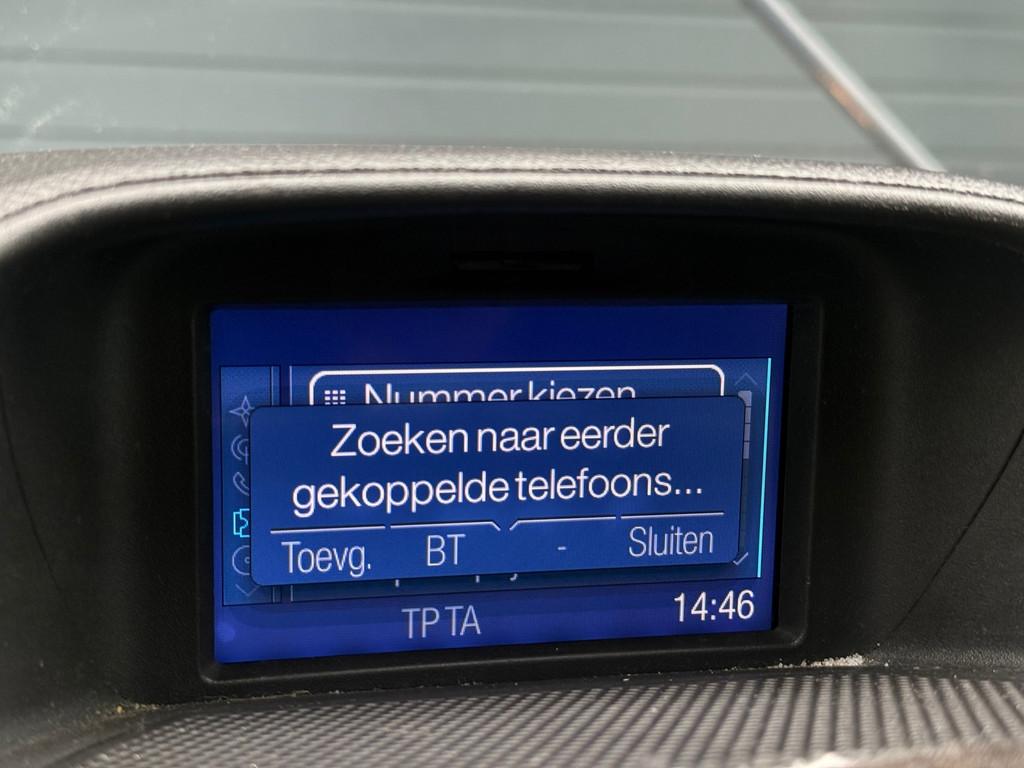 Nummer kiezen
Zoeken naar eerder
gekoppelde telefoons...
Toevg. BT - Sluiten
TP TA 14:46